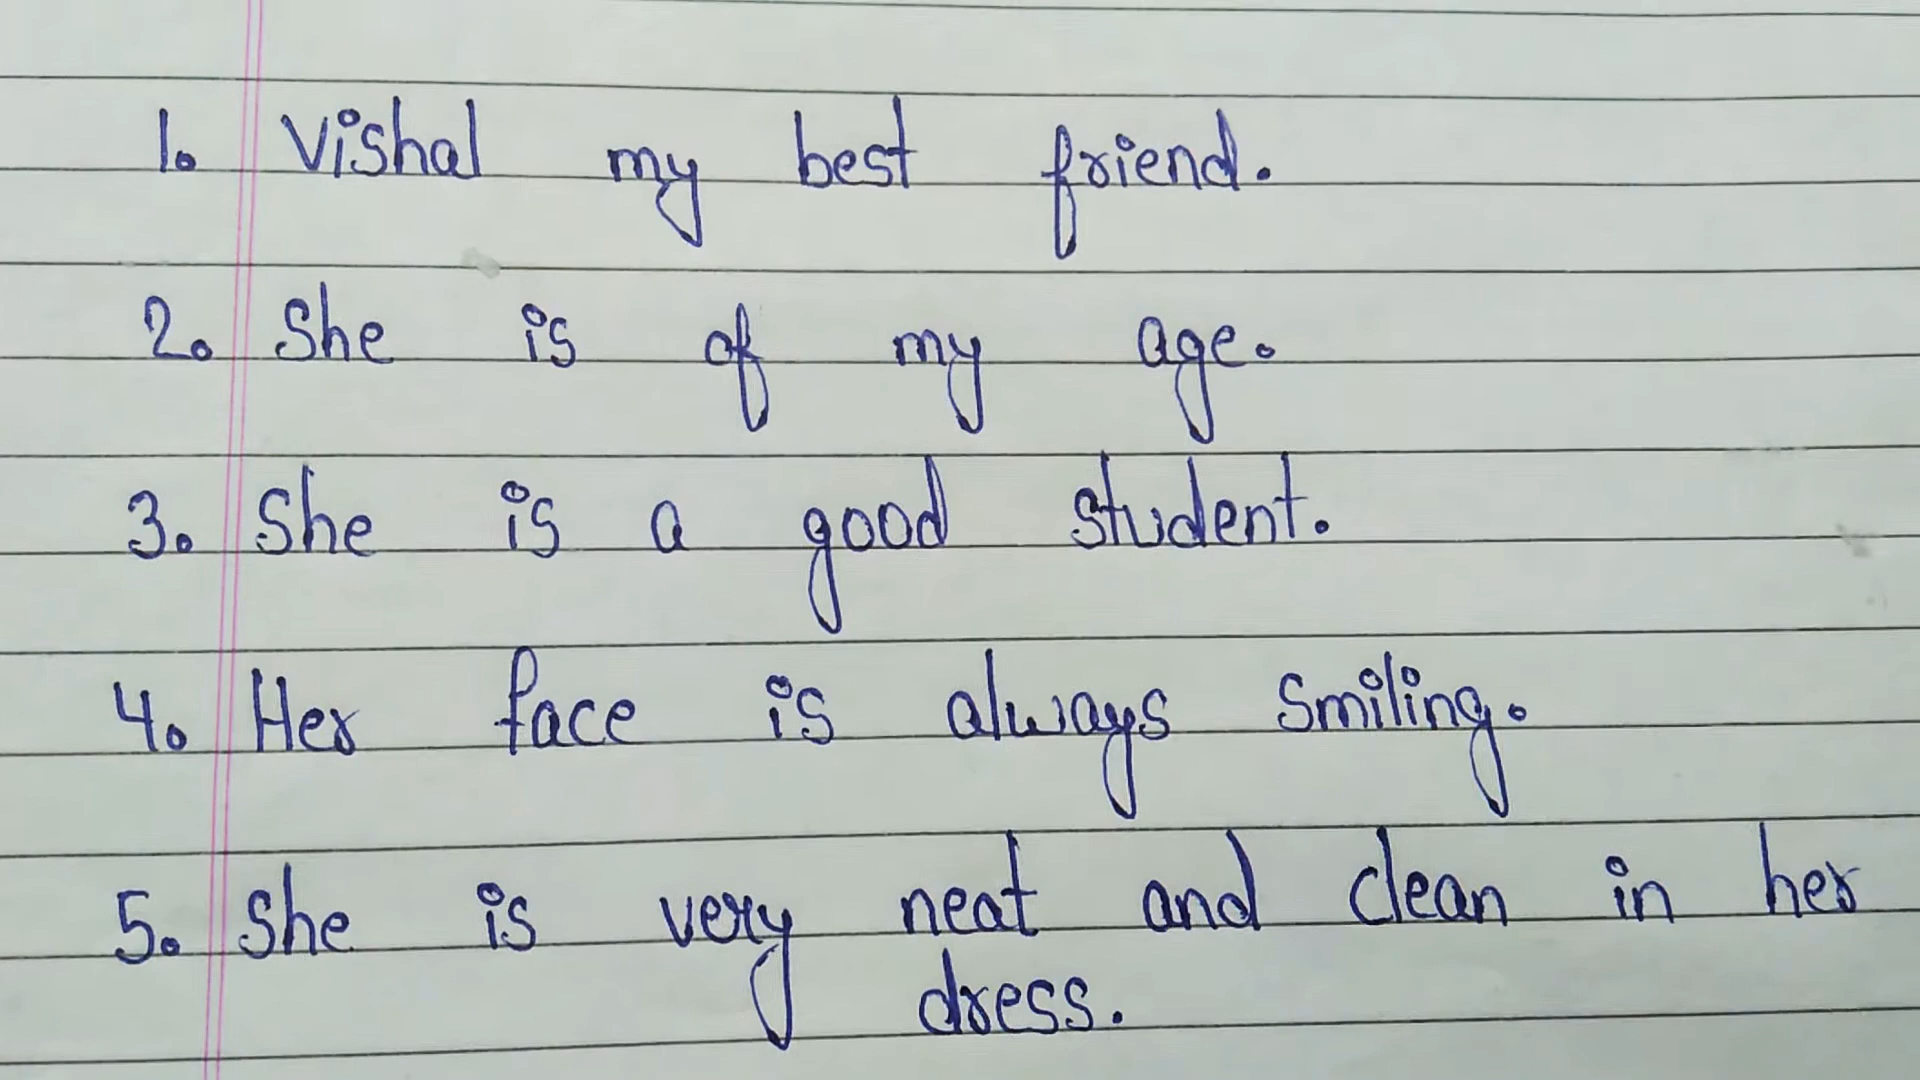 1. Vishal my best friend.
2. She is of my age.
3. She is a good student.
4. Her face is always smiling.
5. She is very neat and clean in her
dress.